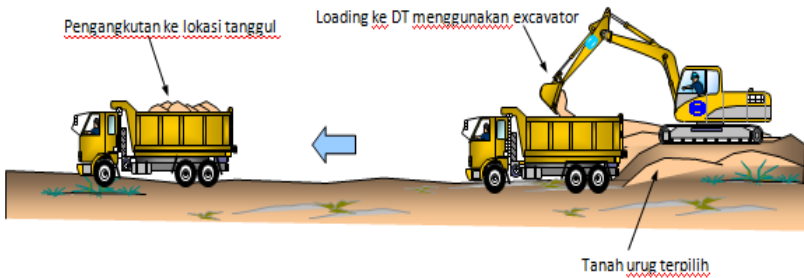 Pengangkutan ke lokasi tanggul
Loading ke DT menggunakan excavator
Tanah urug terpilih